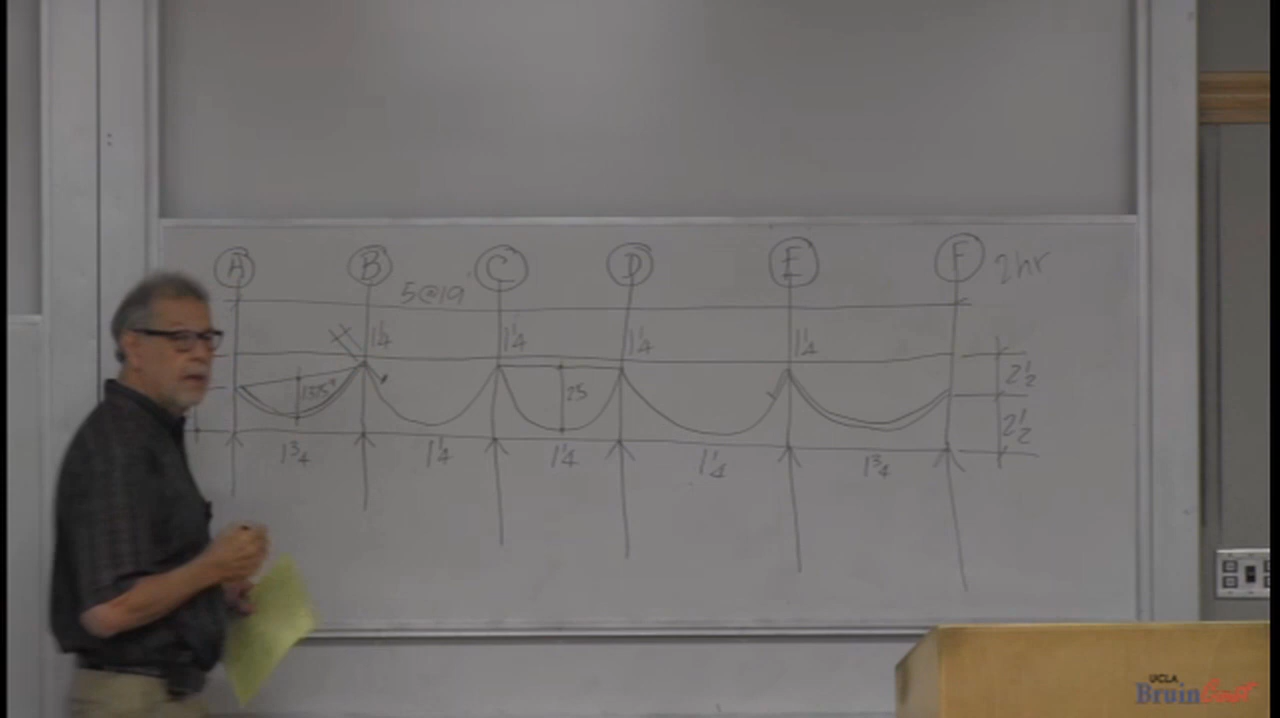 A B C D E F 2hr
5@19'
1¼ 1¼ 1¼ 1¼
2½
25
2½
1¾ 1¼ 1¼ 1¼ 1¾
UCLA
BruinCast